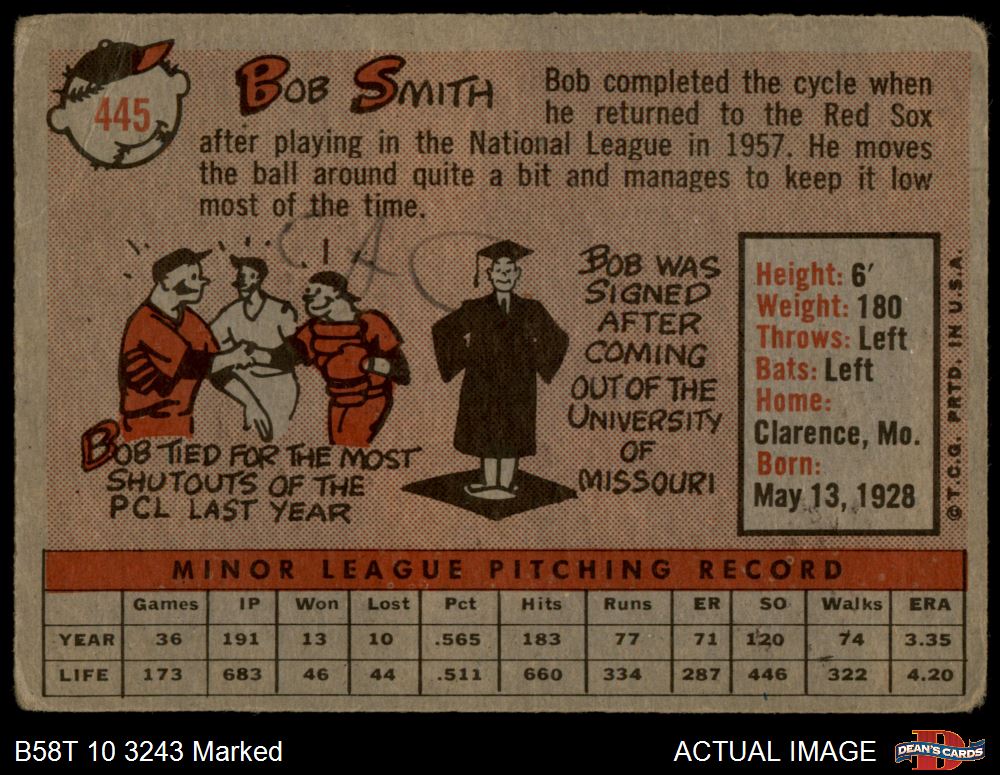 445
BOB SMITH
Bob completed the cycle when
he returned to the Red Sox
after playing in the National League in 1957. He moves
the ball around quite a bit and manages to keep it low
most of the time.
BOB TIED FOR THE MOST
SHUTOUTS OF THE
PCL LAST YEAR
BOB WAS
SIGNED
AFTER
COMING
OUT OF THE
UNIVERSITY
OF
MISSOURI
Height: 6′
Weight: 180
Throws: Left
Bats: Left
Home:
Clarence, Mo.
Born:
May 13, 1928
© T.C.G. PRTD. IN U.S.A.
MINOR LEAGUE PITCHING RECORD
Games IP Won Lost Pct Hits Runs ER SO Walks ERA
YEAR 36 191 13 10 .565 183 77 71 120 74 3.35
LIFE 173 683 46 44 .511 660 334 287 446 322 4.20
B58T 10 3243 Marked
ACTUAL IMAGE
DEAN'S CARDS